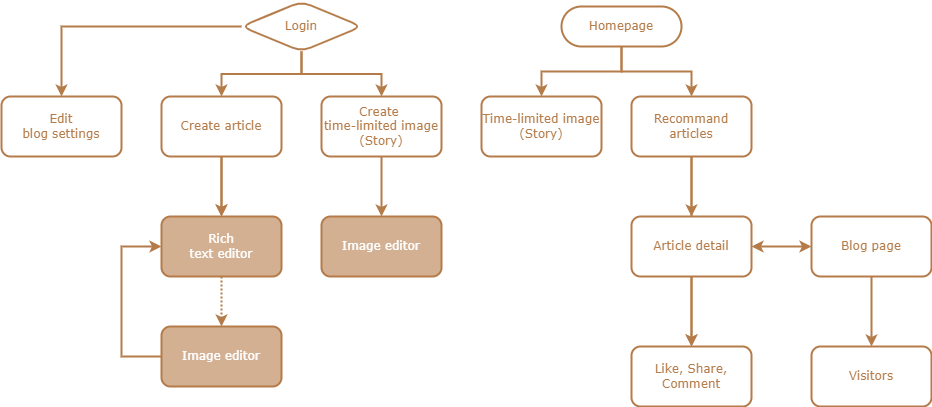 Login
Homepage
Edit
blog settings
Create article
Create
time-limited image
(Story)
Time-limited image
(Story)
Recommand
articles
Rich
text editor
Image editor
Article detail
Blog page
Image editor
Like, Share,
Comment
Visitors